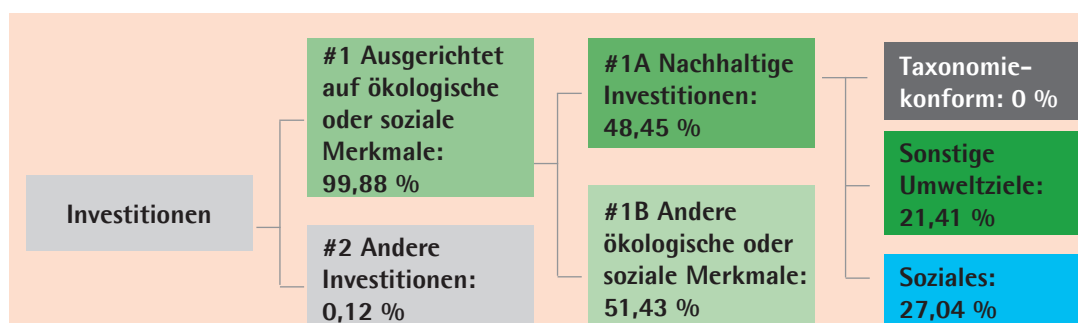 Investitionen
#1 Ausgerichtet
auf ökologische
oder soziale
Merkmale:
99,88 %
#2 Andere
Investitionen:
0,12 %
#1A Nachhaltige
Investitionen:
48,45 %
#1B Andere
ökologische oder
soziale Merkmale:
51,43 %
Taxonomie-
konform: 0 %
Sonstige
Umweltziele:
21,41 %
Soziales:
27,04 %